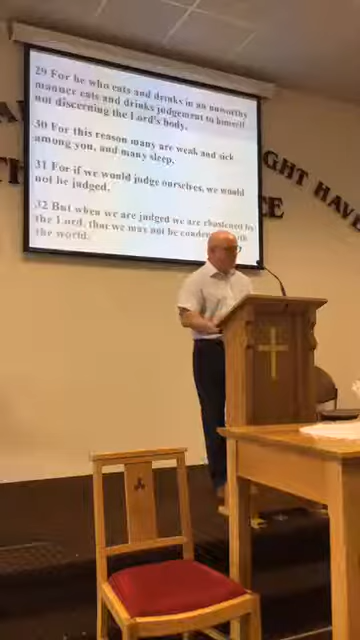 29 For he who eats and drinks in an unworthy
manner eats and drinks judgement to himself
not discerning the Lord's body.
30 For this reason many are weak and sick
among you, and many sleep.
31 For if we would judge ourselves, we would
not be judged.
32 But when we are judged we are chastened by
the Lord, that we may not be condemned with
the world.
GHT HAVE
CE